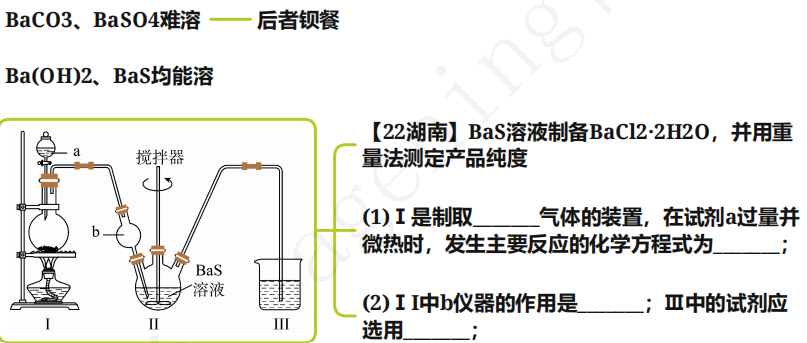 BaCO3、BaSO4难溶 后者钡餐
Ba(OH)2、BaS均能溶
【22湖南】BaS溶液制备BaCl2·2H2O，并用重
量法测定产品纯度
(1)Ⅰ是制取______气体的装置，在试剂a过量并
微热时，发生主要反应的化学方程式为______；
(2)ⅠI中b仪器的作用是______；Ⅲ中的试剂应
选用______；
a
搅拌器
b
BaS
溶液
I
II
III